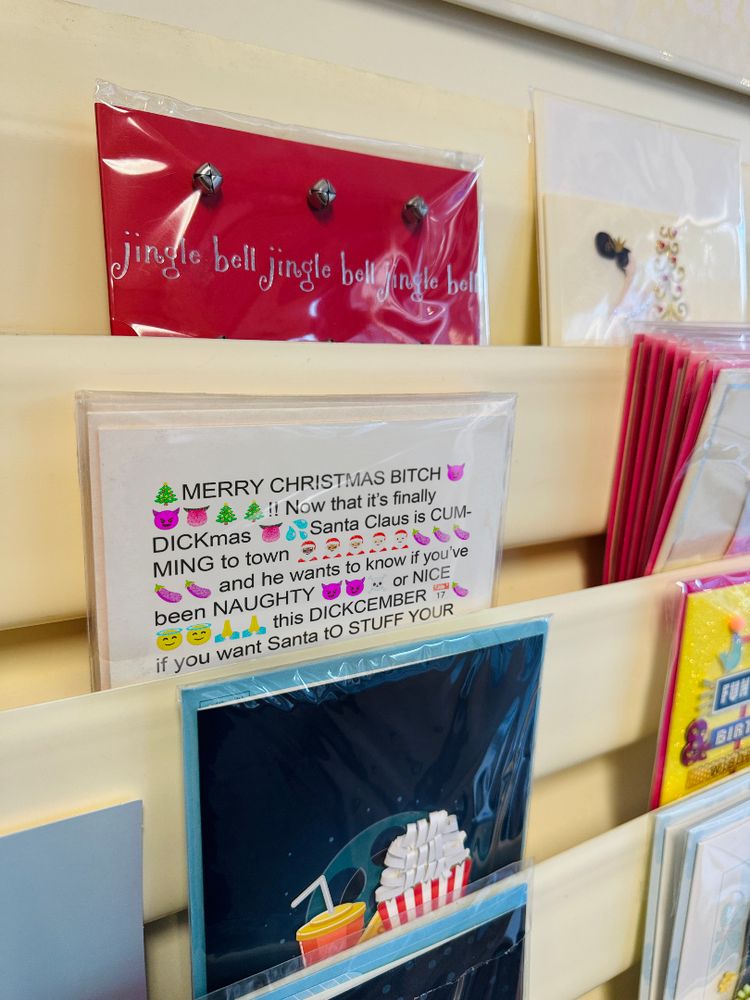 jingle bell jingle bell jingle bell
🎄MERRY CHRISTMAS BITCH 😈
😈👅🎄🎄!! Now that it's finally
DICKmas 👅💦Santa Claus is CUM-
MING to town 🎅🏿🎅🏽🎅🏼🎅🏻🎅🏻🍆🍆
🍆🍆 and he wants to know if you've
been NAUGHTY 😈😈☠️ or NICE
😇😇🙏🙏 this DICKCEMBER 📅🍆
if you want Santa tO STUFF YOUR
FUN
& BIRT